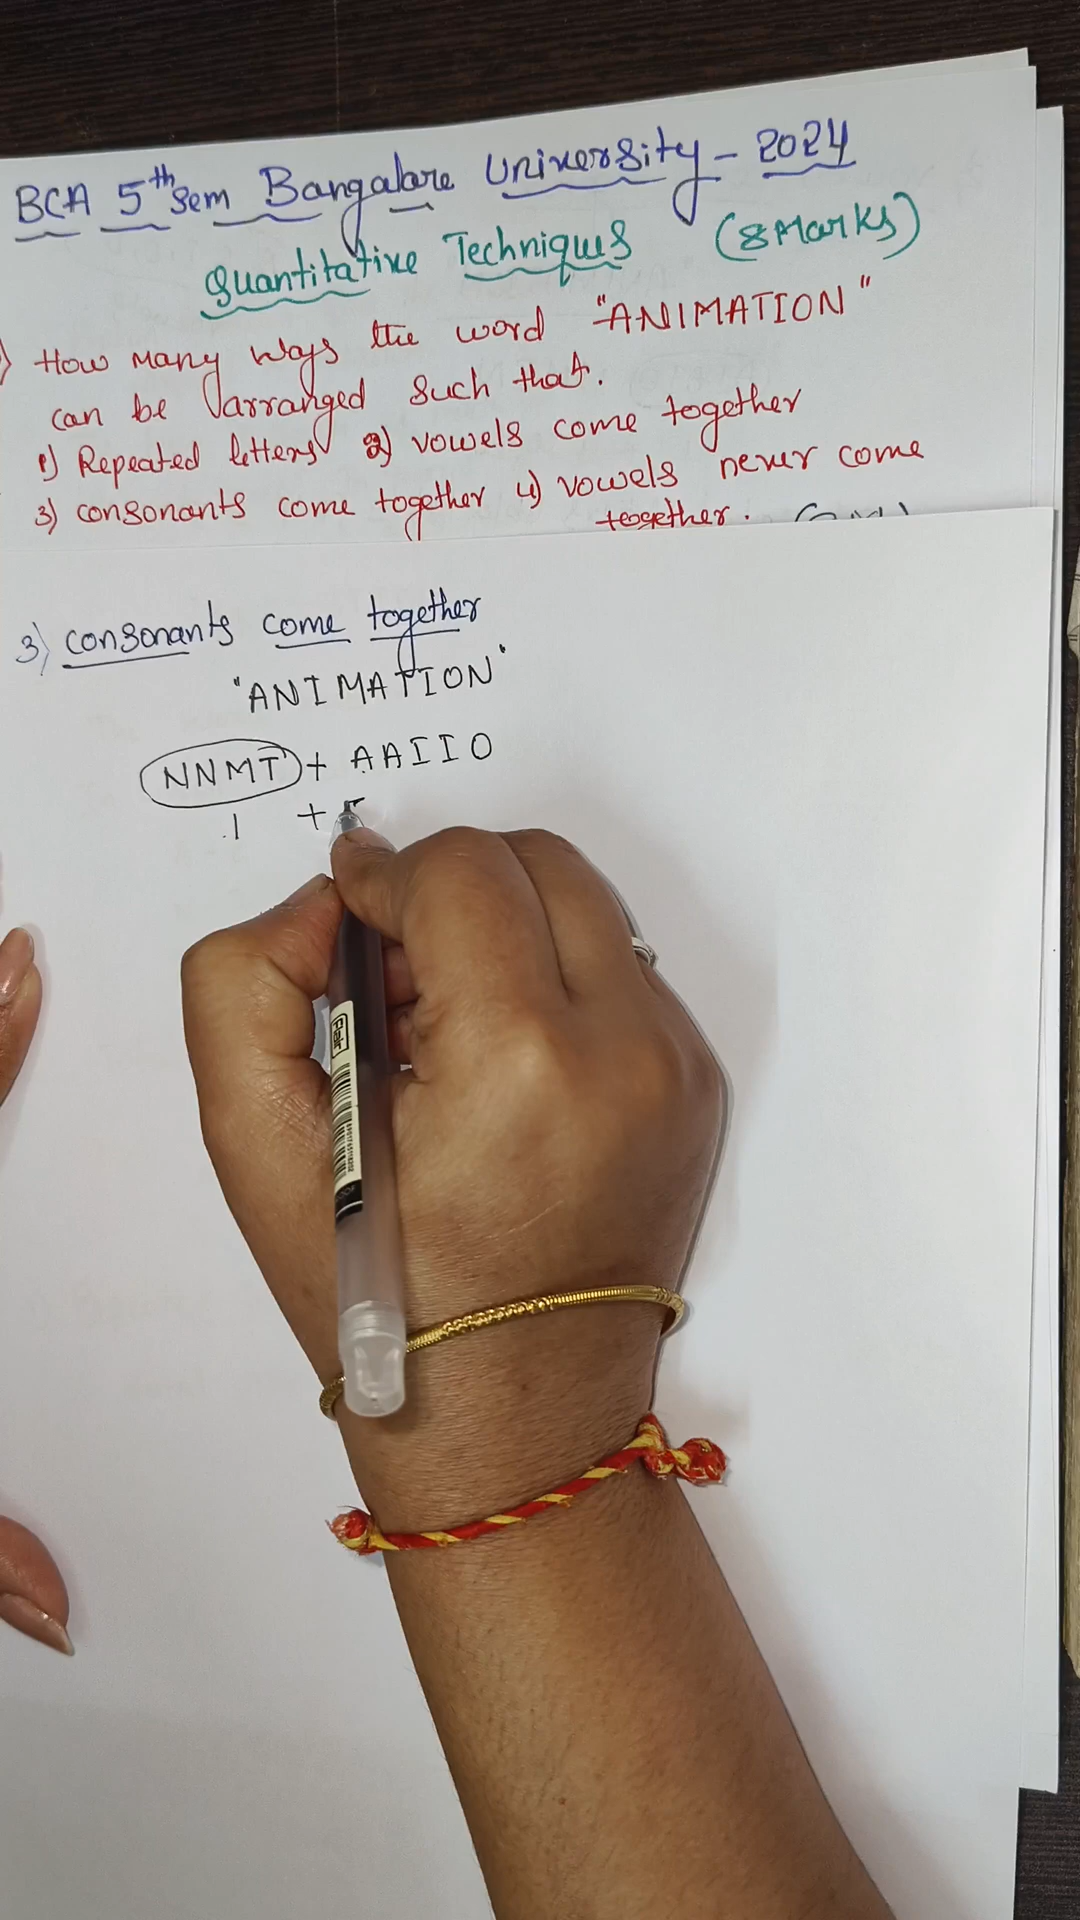 BCA 5th Sem Bangalore University - 2024
Quantitative Techniques (8 Marks)
How many ways the word "ANIMATION"
can be arranged such that.
1) Repeated letters 2) vowels come together
3) consonants come together 4) vowels never come
together.
3) consonants come together
"ANIMATION"
NNMT + AAIIO
1 + 5
Flair